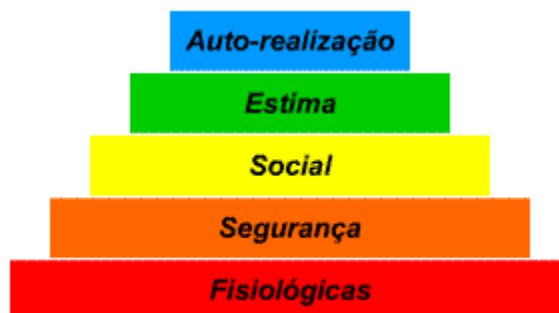 Auto-realização
Estima
Social
Segurança
Fisiológicas